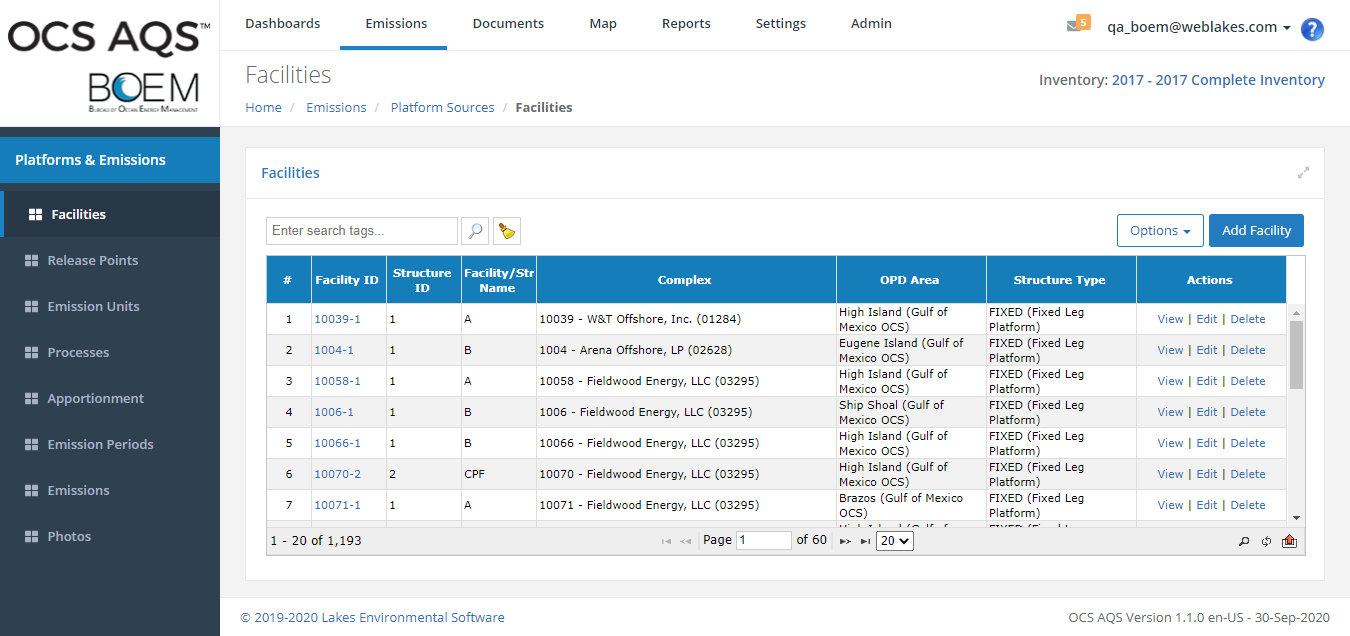 OCS AQS™
BOEM
BUREAU OF OCEAN ENERGY MANAGEMENT
Dashboards Emissions Documents Map Reports Settings Admin
5 qa_boem@weblakes.com ?
Facilities
Inventory: 2017 - 2017 Complete Inventory
Home / Emissions / Platform Sources / Facilities
Platforms & Emissions
Facilities
Release Points
Emission Units
Processes
Apportionment
Emission Periods
Emissions
Photos
Facilities
Enter search tags... Options Add Facility
# Facility ID Structure ID Facility/Str Name Complex OPD Area Structure Type Actions
1 10039-1 1 A 10039 - W&T Offshore, Inc. (01284) High Island (Gulf of Mexico OCS) FIXED (Fixed Leg Platform) View | Edit | Delete
2 1004-1 1 B 1004 - Arena Offshore, LP (02628) Eugene Island (Gulf of Mexico OCS) FIXED (Fixed Leg Platform) View | Edit | Delete
3 10058-1 1 A 10058 - Fieldwood Energy, LLC (03295) High Island (Gulf of Mexico OCS) FIXED (Fixed Leg Platform) View | Edit | Delete
4 1006-1 1 B 1006 - Fieldwood Energy, LLC (03295) Ship Shoal (Gulf of Mexico OCS) FIXED (Fixed Leg Platform) View | Edit | Delete
5 10066-1 1 B 10066 - Fieldwood Energy, LLC (03295) High Island (Gulf of Mexico OCS) FIXED (Fixed Leg Platform) View | Edit | Delete
6 10070-2 2 CPF 10070 - Fieldwood Energy, LLC (03295) High Island (Gulf of Mexico OCS) FIXED (Fixed Leg Platform) View | Edit | Delete
7 10071-1 1 A 10071 - Fieldwood Energy, LLC (03295) Brazos (Gulf of Mexico OCS) FIXED (Fixed Leg Platform) View | Edit | Delete
1 - 20 of 1,193 Page 1 of 60 20
© 2019-2020 Lakes Environmental Software OCS AQS Version 1.1.0 en-US - 30-Sep-2020